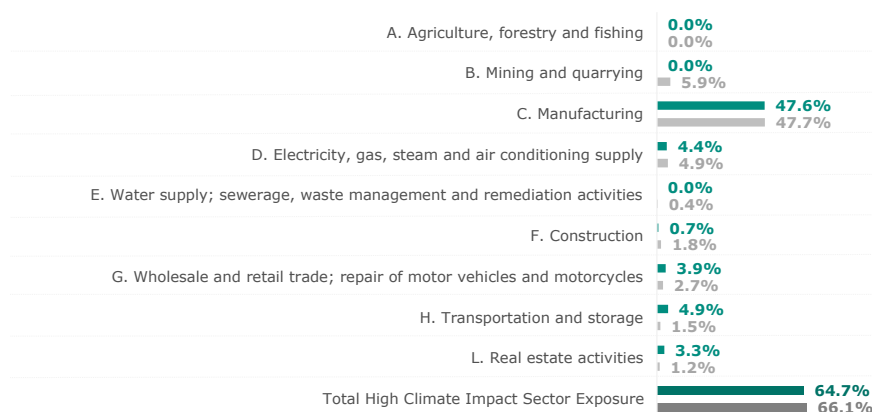 A. Agriculture, forestry and fishing
0.0%
0.0%
B. Mining and quarrying
0.0%
5.9%
C. Manufacturing
47.6%
47.7%
D. Electricity, gas, steam and air conditioning supply
4.4%
4.9%
E. Water supply; sewerage, waste management and remediation activities
0.0%
0.4%
F. Construction
0.7%
1.8%
G. Wholesale and retail trade; repair of motor vehicles and motorcycles
3.9%
2.7%
H. Transportation and storage
4.9%
1.5%
L. Real estate activities
3.3%
1.2%
Total High Climate Impact Sector Exposure
64.7%
66.1%